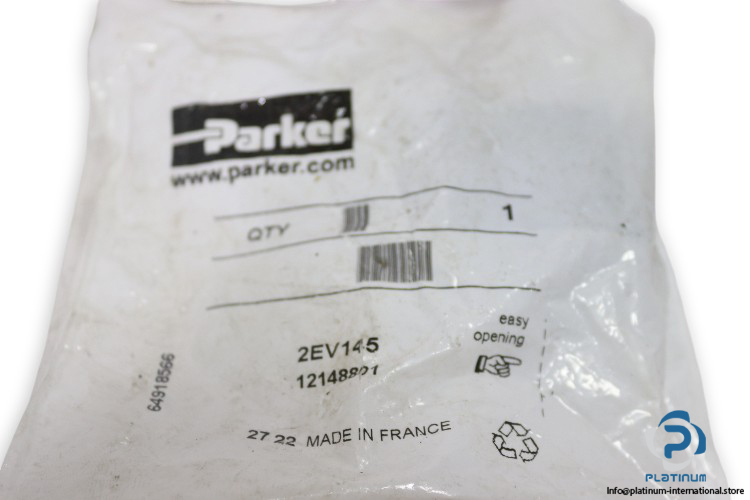 Parker
www.parker.com
QTY 1
easy
opening
2EV145
64918566
27 22 MADE IN FRANCE
PLATINUM
Info@platinum-international.store